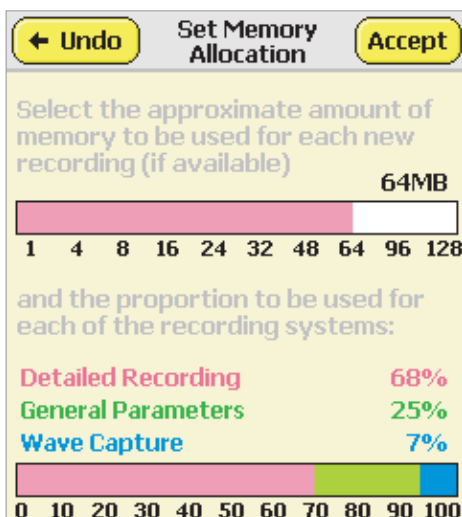 ← Undo
Set Memory
Allocation
Accept
Select the approximate amount of
memory to be used for each new
recording (if available)
64MB
1 4 8 16 24 32 48 64 96 128
and the proportion to be used for
each of the recording systems:
Detailed Recording 68%
General Parameters 25%
Wave Capture 7%
0 10 20 30 40 50 60 70 80 90 100